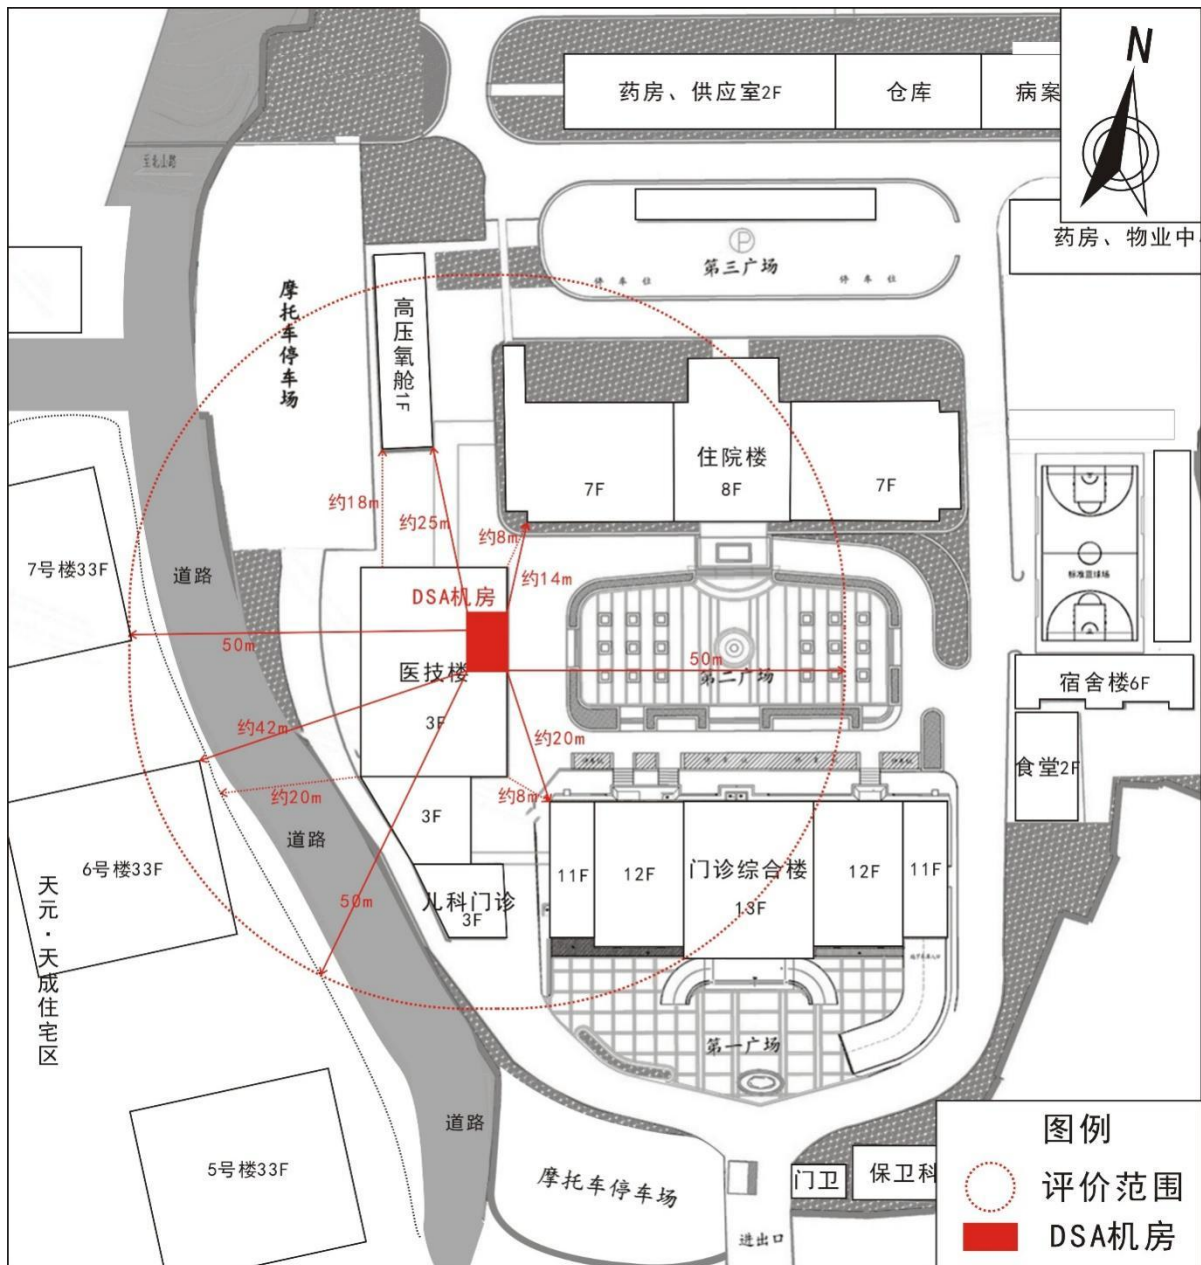 药房、供应室2F
仓库
病案
N
至北山路
药房、物业中
P
第三广场
停车位
停车位
摩托车停车场
高压氧舱1F
住院楼
7F
8F
7F
约18m
约25m
约8m
约14m
7号楼33F
道路
DSA机房
标准篮球场
50m
50m
医技楼
第二广场
宿舍楼6F
3F
约42m
约20m
食堂2F
约20m
约8m
3F
道路
6号楼33F
11F
12F
门诊综合楼
12F
11F
50m
儿科门诊
3F
13F
天元·天成住宅区
第一广场
道路
5号楼33F
摩托车停车场
门卫
保卫科
进出口
图例
评价范围
DSA机房